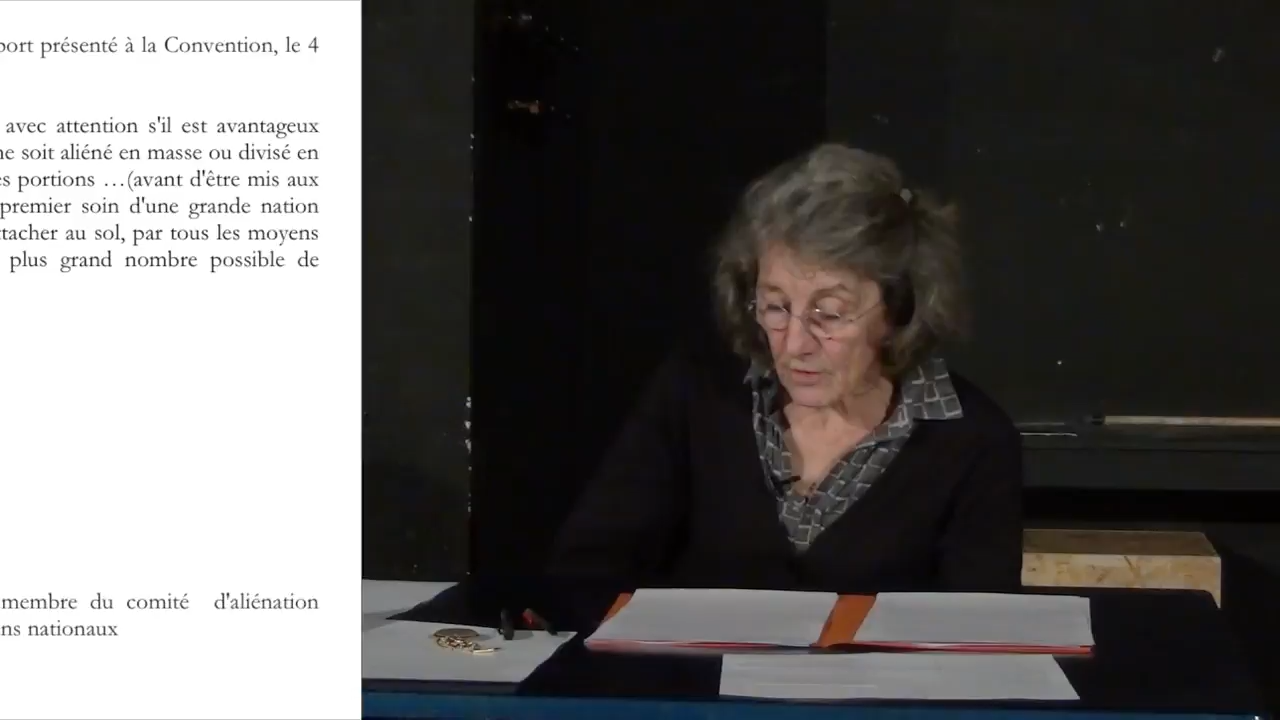 port présenté à la Convention, le 4
avec attention s'il est avantageux
ne soit aliéné en masse ou divisé en
es portions …(avant d'être mis aux
premier soin d'une grande nation
ttacher au sol, par tous les moyens
plus grand nombre possible de
membre du comité d'aliénation
ns nationaux